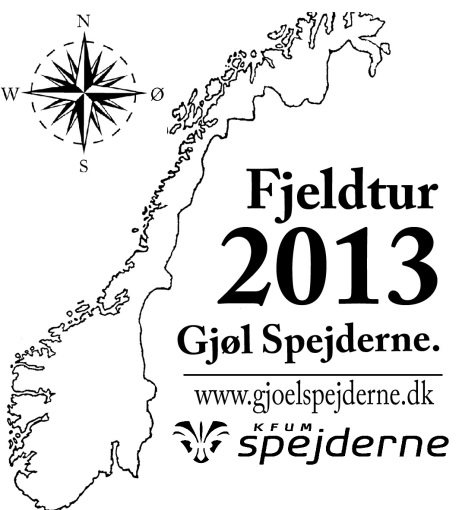 N
W Ø
S
Fjeldtur
2013
Gjøl Spejderne.
www.gjoelspejderne.dk
KFUM
spejderne